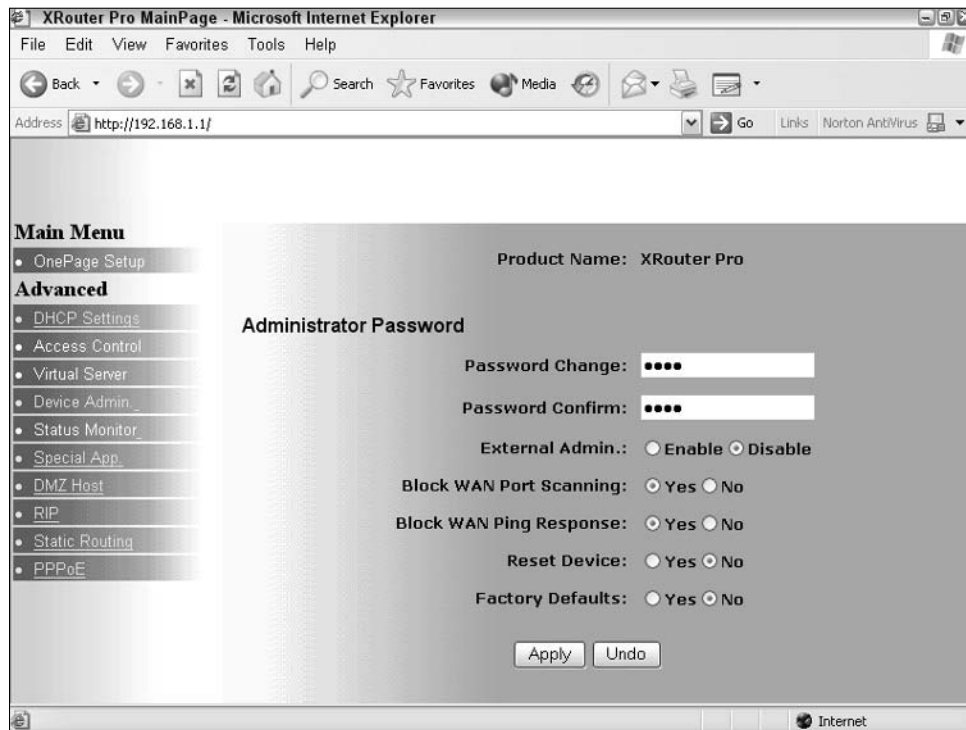 XRouter Pro MainPage - Microsoft Internet Explorer
File Edit View Favorites Tools Help
Back Search Favorites Media
Address http://192.168.1.1/ Go Links Norton AntiVirus
Main Menu
OnePage Setup
Advanced
DHCP Settings
Access Control
Virtual Server
Device Admin.
Status Monitor
Special App.
DMZ Host
RIP
Static Routing
PPPoE
Product Name: XRouter Pro
Administrator Password
Password Change: ••••
Password Confirm: ••••
External Admin.: Enable Disable
Block WAN Port Scanning: Yes No
Block WAN Ping Response: Yes No
Reset Device: Yes No
Factory Defaults: Yes No
Apply Undo
Internet